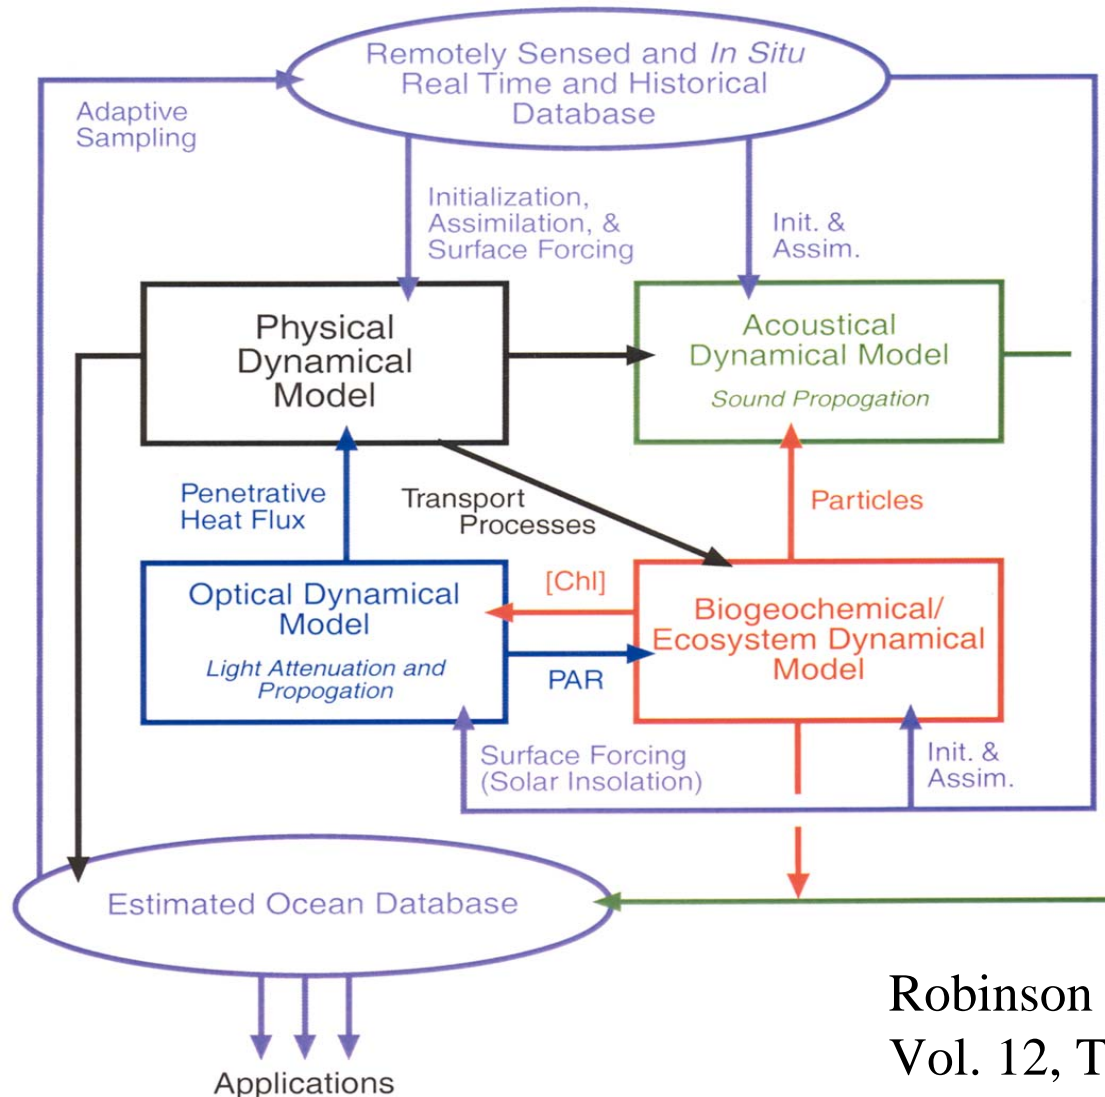 Remotely Sensed and In Situ
Real Time and Historical
Database
Adaptive
Sampling
Initialization,
Assimilation, &
Surface Forcing
Init. &
Assim.
Physical
Dynamical
Model
Acoustical
Dynamical Model
Sound Propogation
Penetrative
Heat Flux
Transport
Processes
Particles
Optical Dynamical
Model
Light Attenuation and
Propogation
[Chl]
PAR
Biogeochemical/
Ecosystem Dynamical
Model
Surface Forcing
(Solar Insolation)
Init. &
Assim.
Estimated Ocean Database
Applications
Robinson
Vol. 12, T